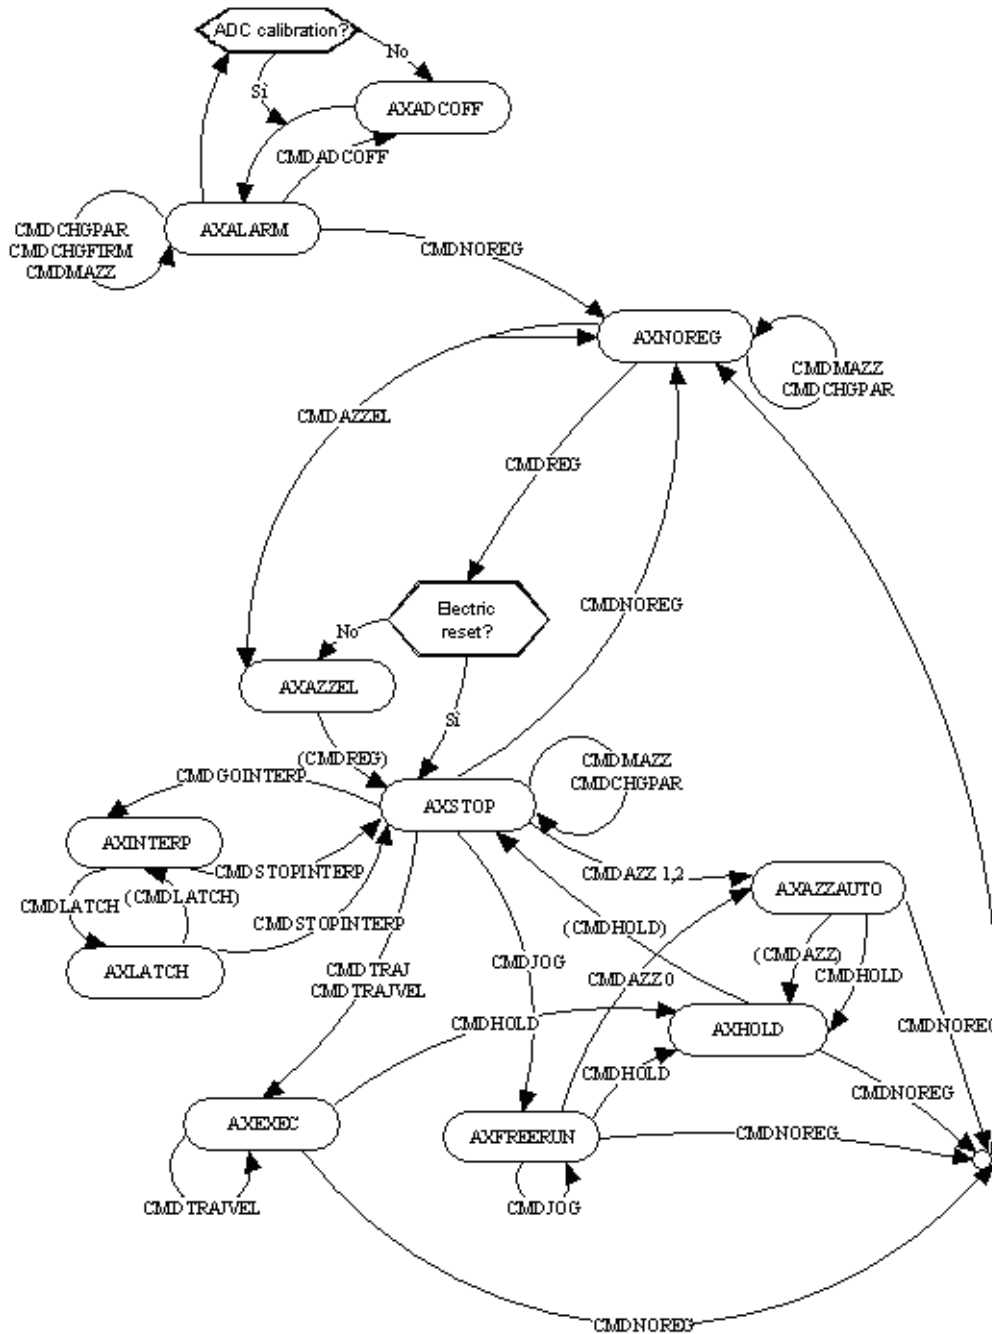 ADC calibration?
No
Sì
AXADCOFF
CMDADCOFF
AXALARM
CMDCHGPAR
CMDCHGFIRM
CMDMAZZ
CMDNOREG
AXNOREG
CMDMAZZ
CMDCHGPAR
CMDAZZEL
CMDREG
Electric
reset?
CMDNOREG
No
AXAZZEL
Sì
(CMDREG)
CMDMAZZ
CMDCHGPAR
CMDGOINTERP
AXSTOP
AXINTERP
CMDSTOPINTERP
CMDAZZ 1,2
AXAZZAUTO
CMDLATCH
(CMDLATCH)
CMDSTOPINTERP
(CMDHOLD)
(CMDAZZ)
AXLATCH
CMDTRAJ
CMDTRAJVEL
CMDJOG
CMDAZZ 0
CMDHOLD
CMDHOLD
AXHOLD
CMDNOREG
CMDHOLD
CMDNOREG
AXEXEC
AXFREERUN
CMDNOREG
CMDTRAJVEL
CMDJOG
CMDNOREG